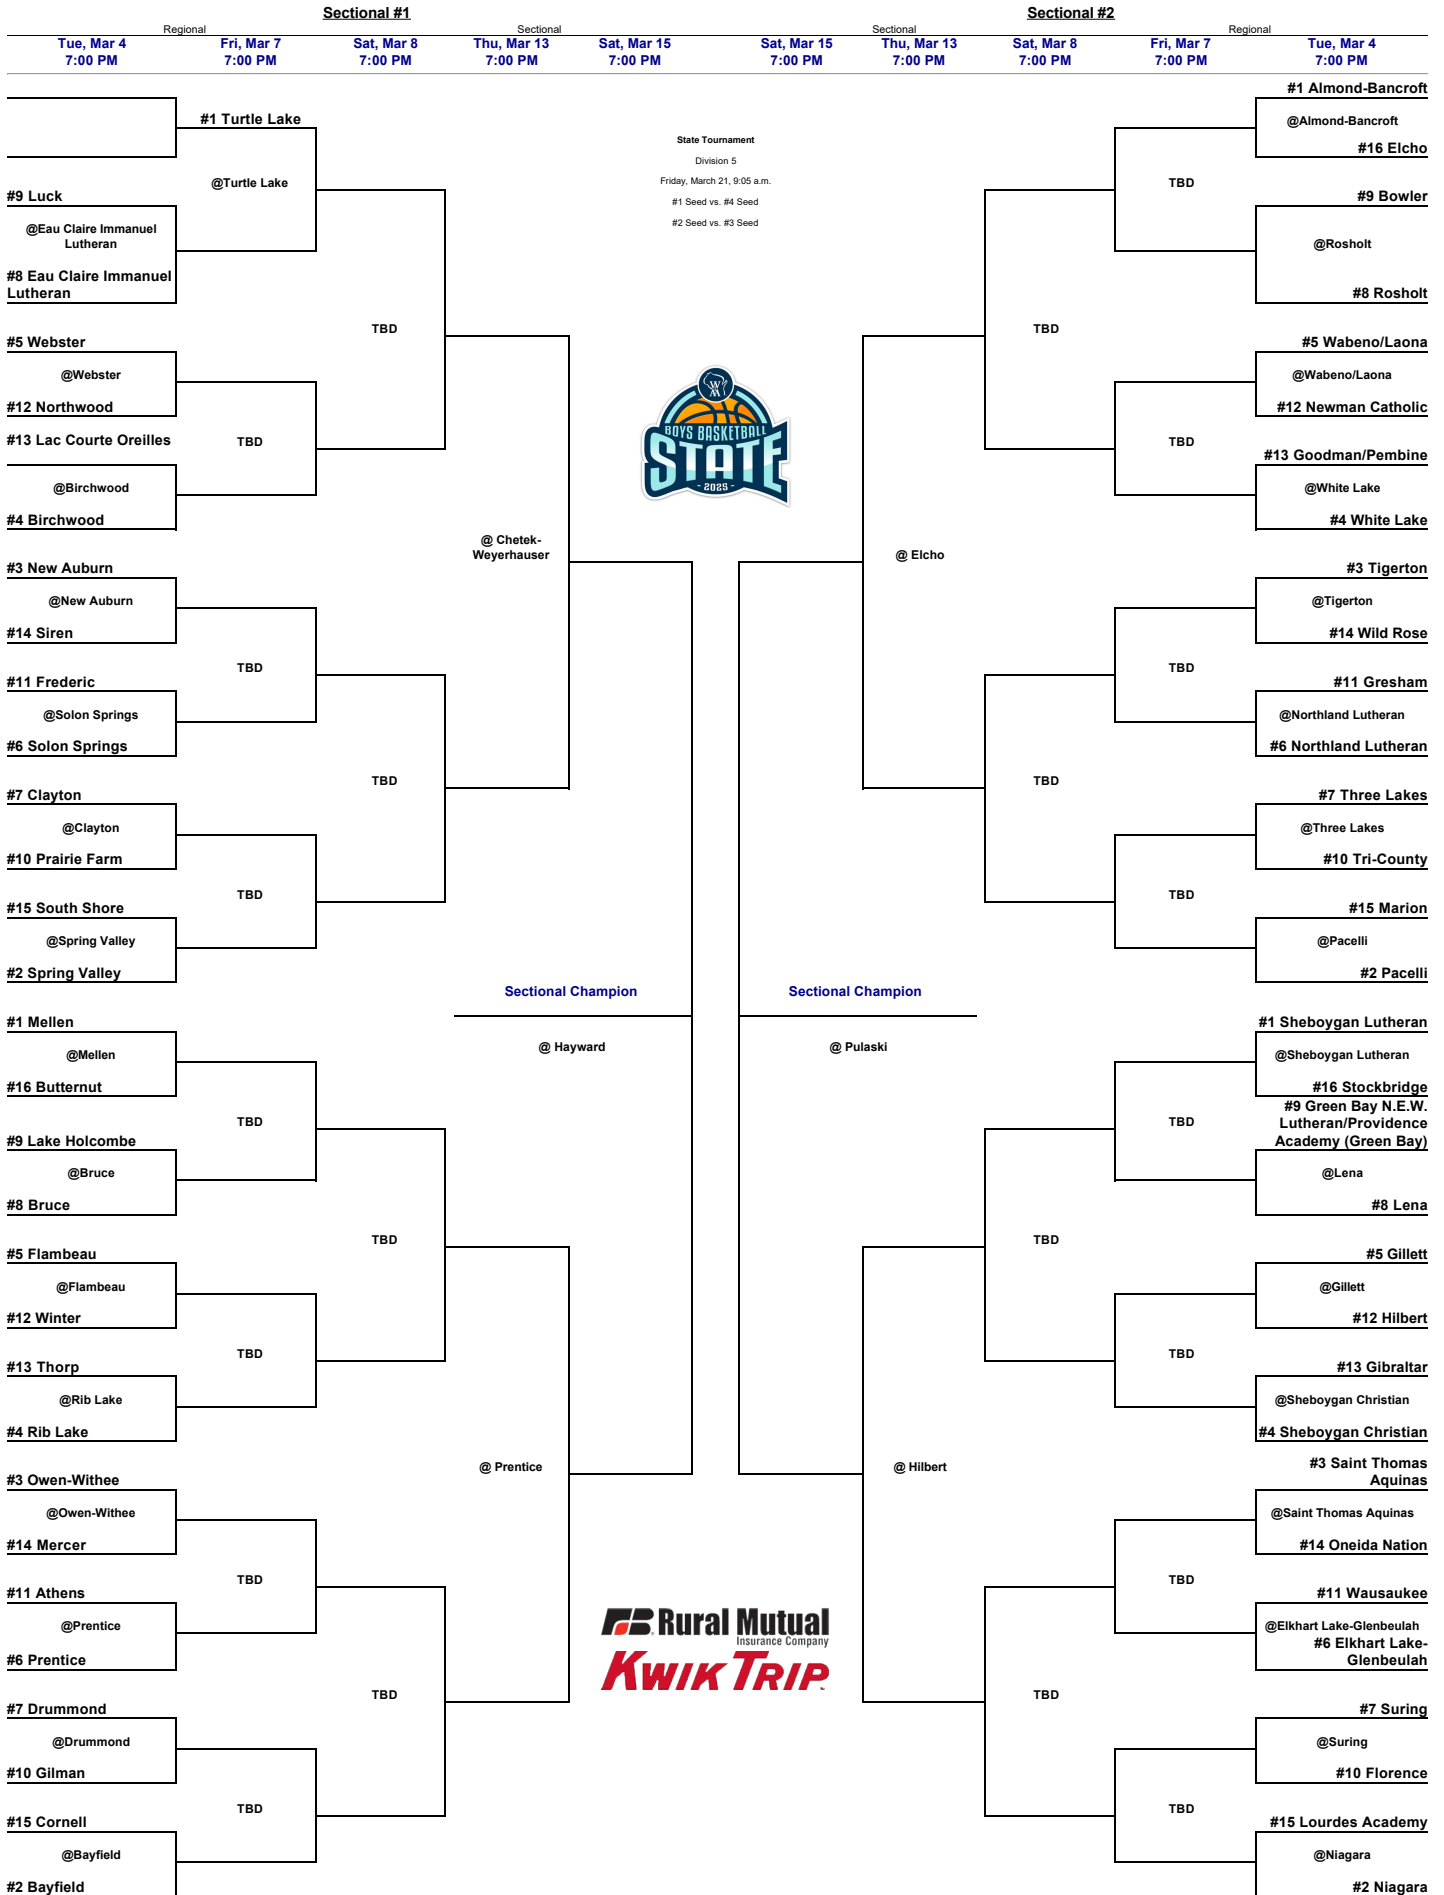 Sectional #1
Sectional #2
Regional
Sectional
Sectional
Regional
Tue, Mar 4
Fri, Mar 7
Sat, Mar 8
Thu, Mar 13
Sat, Mar 15
Sat, Mar 15
Thu, Mar 13
Sat, Mar 8
Fri, Mar 7
Tue, Mar 4
7:00 PM
7:00 PM
7:00 PM
7:00 PM
7:00 PM
7:00 PM
7:00 PM
7:00 PM
7:00 PM
7:00 PM
#1 Turtle Lake
@Turtle Lake
#9 Luck
@Eau Claire Immanuel
Lutheran
#8 Eau Claire Immanuel
Lutheran
TBD
#5 Webster
@Webster
#12 Northwood
#13 Lac Courte Oreilles
TBD
@Birchwood
#4 Birchwood
@ Chetek-
Weyerhauser
#3 New Auburn
@New Auburn
#14 Siren
TBD
#11 Frederic
@Solon Springs
#6 Solon Springs
TBD
#7 Clayton
@Clayton
#10 Prairie Farm
TBD
#15 South Shore
@Spring Valley
#2 Spring Valley
Sectional Champion
@ Hayward
#1 Mellen
@Mellen
#16 Butternut
TBD
#9 Lake Holcombe
@Bruce
#8 Bruce
TBD
#5 Flambeau
@Flambeau
#12 Winter
TBD
#13 Thorp
@Rib Lake
#4 Rib Lake
@ Prentice
#3 Owen-Withee
@Owen-Withee
#14 Mercer
TBD
#11 Athens
@Prentice
#6 Prentice
TBD
#7 Drummond
@Drummond
#10 Gilman
TBD
#15 Cornell
@Bayfield
#2 Bayfield
State Tournament
Division 5
Friday, March 21, 9:05 a.m.
#1 Seed vs. #4 Seed
#2 Seed vs. #3 Seed
BOYS BASKETBALL
STATE
- 2025 -
Rural Mutual
Insurance Company
KWIK TRIP
#1 Almond-Bancroft
@Almond-Bancroft
#16 Elcho
TBD
#9 Bowler
@Rosholt
#8 Rosholt
TBD
#5 Wabeno/Laona
@Wabeno/Laona
#12 Newman Catholic
TBD
#13 Goodman/Pembine
@White Lake
#4 White Lake
@ Elcho
#3 Tigerton
@Tigerton
#14 Wild Rose
TBD
#11 Gresham
@Northland Lutheran
#6 Northland Lutheran
TBD
#7 Three Lakes
@Three Lakes
#10 Tri-County
TBD
#15 Marion
@Pacelli
#2 Pacelli
Sectional Champion
@ Pulaski
#1 Sheboygan Lutheran
@Sheboygan Lutheran
#16 Stockbridge
TBD
#9 Green Bay N.E.W.
Lutheran/Providence
Academy (Green Bay)
@Lena
#8 Lena
TBD
#5 Gillett
@Gillett
#12 Hilbert
TBD
#13 Gibraltar
@Sheboygan Christian
#4 Sheboygan Christian
@ Hilbert
#3 Saint Thomas
Aquinas
@Saint Thomas Aquinas
#14 Oneida Nation
TBD
#11 Wausaukee
@Elkhart Lake-Glenbeulah
#6 Elkhart Lake-
Glenbeulah
TBD
#7 Suring
@Suring
#10 Florence
TBD
#15 Lourdes Academy
@Niagara
#2 Niagara